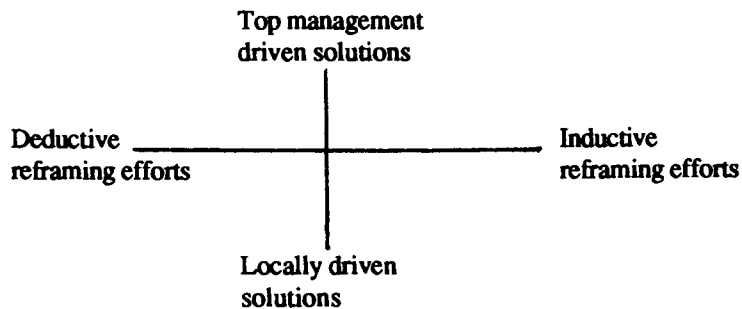 Top management
driven solutions
Deductive
reframing efforts
Inductive
reframing efforts
Locally driven
solutions